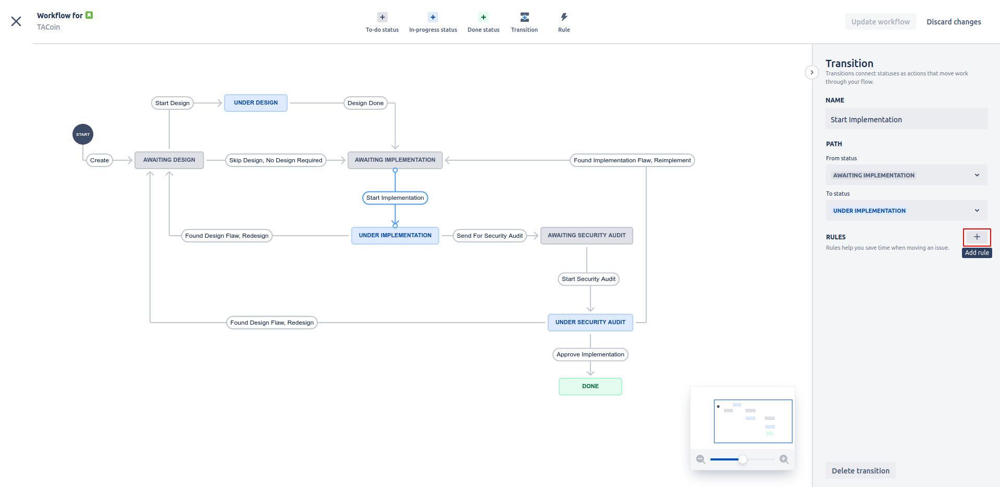 Workflow for
TACoin
To-do status
In-progress status
Done status
Transition
Rule
Update workflow
Discard changes
START
Create
Start Design
UNDER DESIGN
Design Done
AWAITING DESIGN
Skip Design, No Design Required
AWAITING IMPLEMENTATION
Found Implementation Flaw, Reimplement
Start Implementation
Found Design Flaw, Redesign
UNDER IMPLEMENTATION
Send For Security Audit
AWAITING SECURITY AUDIT
Start Security Audit
Found Design Flaw, Redesign
UNDER SECURITY AUDIT
Approve Implementation
DONE
Transition
Transitions connect statuses as actions that move work
through your flow.
NAME
Start Implementation
PATH
From status
AWAITING IMPLEMENTATION
To status
UNDER IMPLEMENTATION
RULES
Rules help you save time when moving an issue.
Add rule
Delete transition